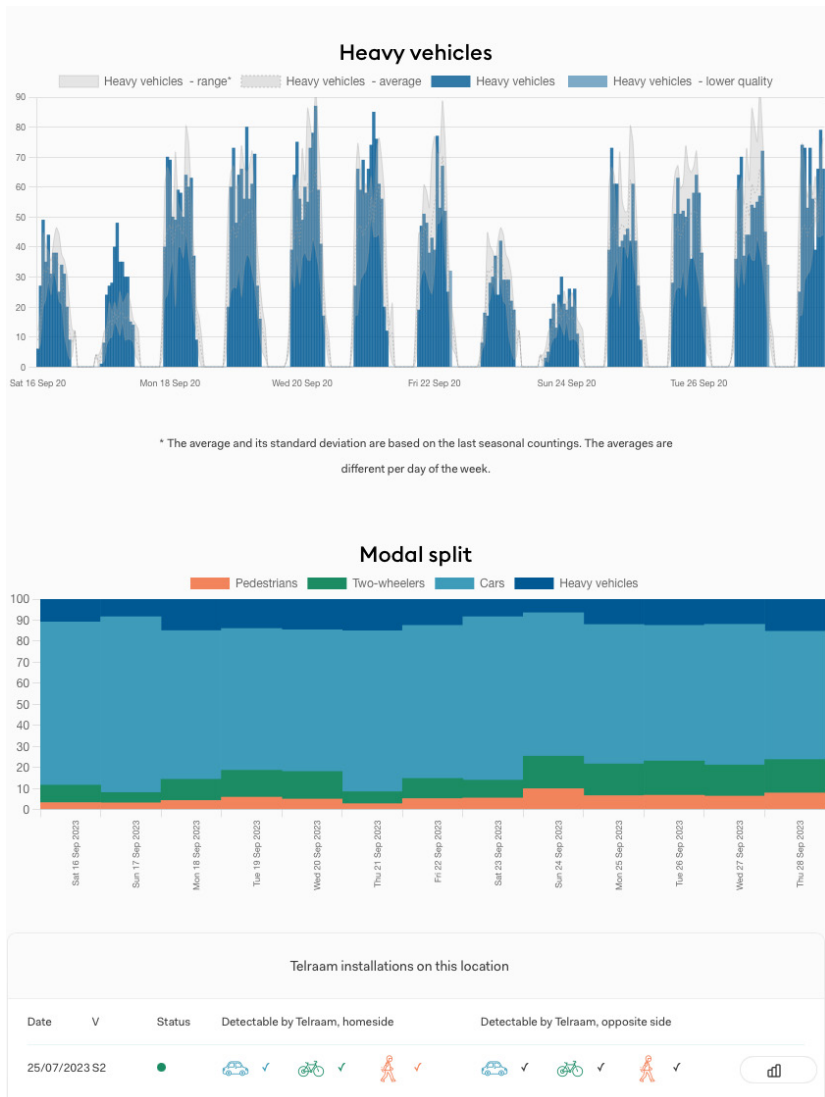 Heavy vehicles
Heavy vehicles - range* Heavy vehicles - average Heavy vehicles Heavy vehicles - lower quality
90
80
70
60
50
40
30
20
10
0
Sat 16 Sep 20 Mon 18 Sep 20 Wed 20 Sep 20 Fri 22 Sep 20 Sun 24 Sep 20 Tue 26 Sep 20
* The average and its standard deviation are based on the last seasonal countings. The averages are
different per day of the week.
Modal split
Pedestrians Two-wheelers Cars Heavy vehicles
100
90
80
70
60
50
40
30
20
10
0
Sat 16 Sep 2023
Sun 17 Sep 2023
Mon 18 Sep 2023
Tue 19 Sep 2023
Wed 20 Sep 2023
Thu 21 Sep 2023
Fri 22 Sep 2023
Sat 23 Sep 2023
Sun 24 Sep 2023
Mon 25 Sep 2023
Tue 26 Sep 2023
Wed 27 Sep 2023
Thu 28 Sep 2023
Telraam installations on this location
Date V Status Detectable by Telraam, homeside Detectable by Telraam, opposite side
25/07/2023 S2